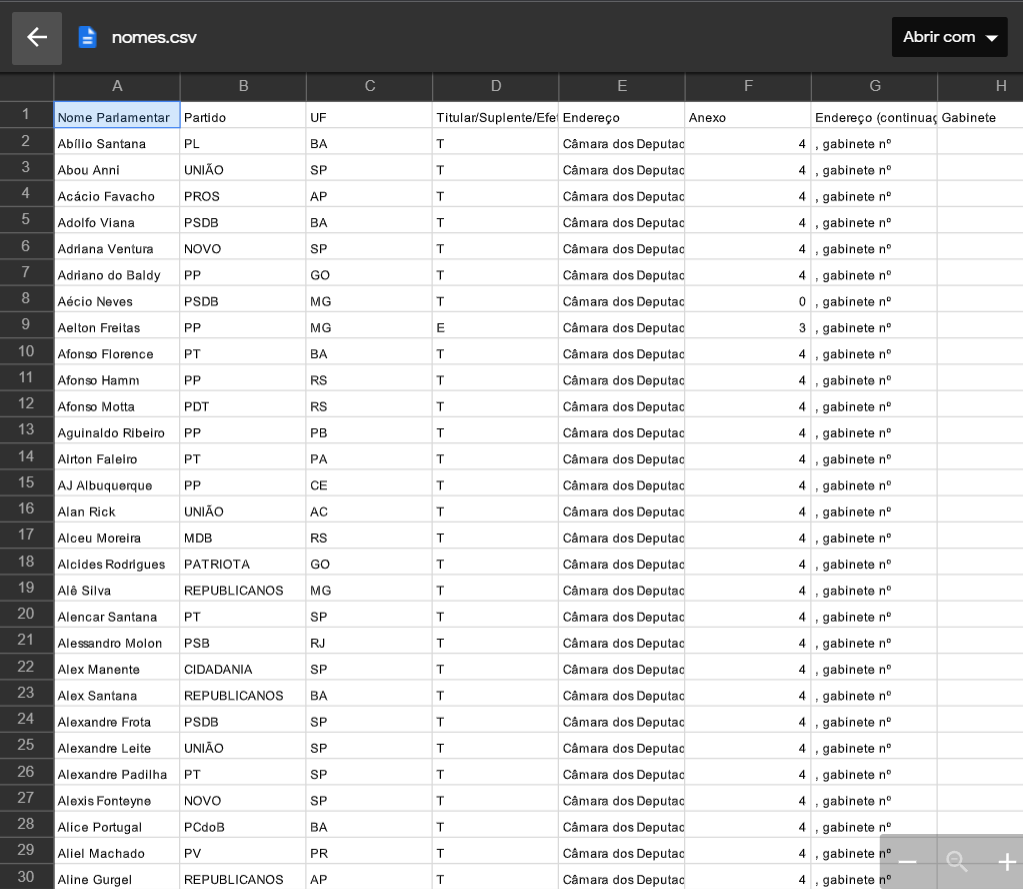 nomes.csv
Abrir com
A B C D E F G H
1 Nome Parlamentar Partido UF Titular/Suplente/Efet Endereço Anexo Endereço (continuaç Gabinete
2 Abílio Santana PL BA T Câmara dos Deputad 4 , gabinete nº
3 Abou Anni UNIÃO SP T Câmara dos Deputad 4 , gabinete nº
4 Acácio Favacho PROS AP T Câmara dos Deputad 4 , gabinete nº
5 Adolfo Viana PSDB BA T Câmara dos Deputad 4 , gabinete nº
6 Adriana Ventura NOVO SP T Câmara dos Deputad 4 , gabinete nº
7 Adriano do Baldy PP GO T Câmara dos Deputad 4 , gabinete nº
8 Aécio Neves PSDB MG T Câmara dos Deputad 0 , gabinete nº
9 Aelton Freitas PP MG E Câmara dos Deputad 3 , gabinete nº
10 Afonso Florence PT BA T Câmara dos Deputad 4 , gabinete nº
11 Afonso Hamm PP RS T Câmara dos Deputad 4 , gabinete nº
12 Afonso Motta PDT RS T Câmara dos Deputad 4 , gabinete nº
13 Aguinaldo Ribeiro PP PB T Câmara dos Deputad 4 , gabinete nº
14 Airton Faleiro PT PA T Câmara dos Deputad 4 , gabinete nº
15 AJ Albuquerque PP CE T Câmara dos Deputad 4 , gabinete nº
16 Alan Rick UNIÃO AC T Câmara dos Deputad 4 , gabinete nº
17 Alceu Moreira MDB RS T Câmara dos Deputad 4 , gabinete nº
18 Alcides Rodrigues PATRIOTA GO T Câmara dos Deputad 4 , gabinete nº
19 Alê Silva REPUBLICANOS MG T Câmara dos Deputad 4 , gabinete nº
20 Alencar Santana PT SP T Câmara dos Deputad 4 , gabinete nº
21 Alessandro Molon PSB RJ T Câmara dos Deputad 4 , gabinete nº
22 Alex Manente CIDADANIA SP T Câmara dos Deputad 4 , gabinete nº
23 Alex Santana REPUBLICANOS BA T Câmara dos Deputad 4 , gabinete nº
24 Alexandre Frota PSDB SP T Câmara dos Deputad 4 , gabinete nº
25 Alexandre Leite UNIÃO SP T Câmara dos Deputad 4 , gabinete nº
26 Alexandre Padilha PT SP T Câmara dos Deputad 4 , gabinete nº
27 Alexis Fonteyne NOVO SP T Câmara dos Deputad 4 , gabinete nº
28 Alice Portugal PCdoB BA T Câmara dos Deputad 4 , gabinete nº
29 Aliel Machado PV PR T Câmara dos Deputad 4 , gabinete nº
30 Aline Gurgel REPUBLICANOS AP T Câmara dos Deputad 4 , gabinete nº